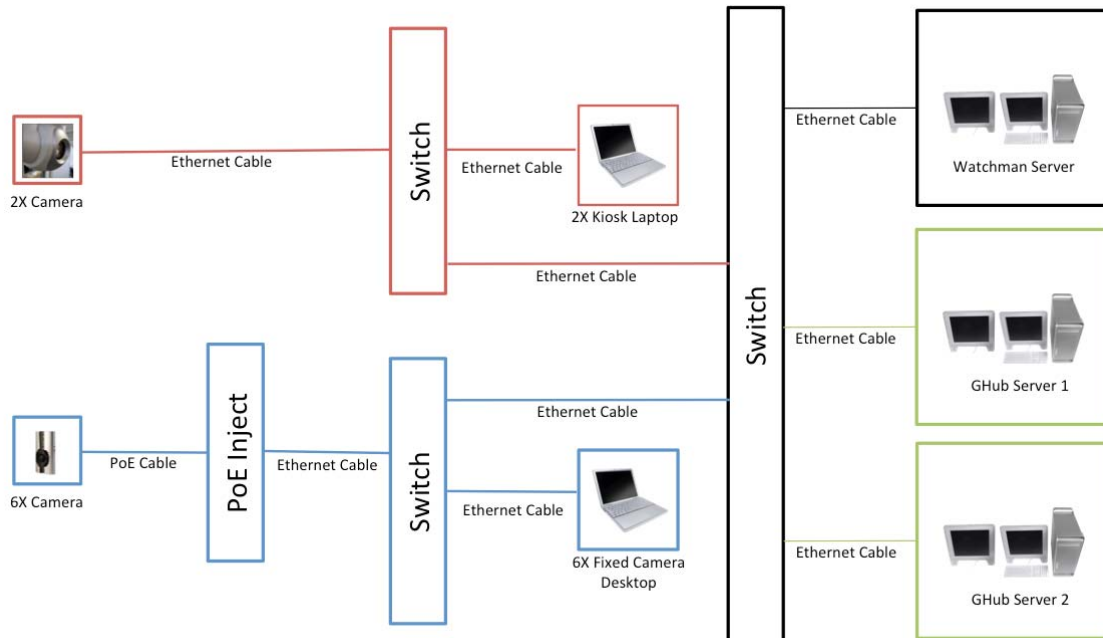 Ethernet Cable
2X Camera
Switch
Ethernet Cable
2X Kiosk Laptop
Ethernet Cable
6X Camera
PoE Cable
PoE Inject
Ethernet Cable
Switch
Ethernet Cable
Ethernet Cable
6X Fixed Camera
Desktop
Switch
Ethernet Cable
Watchman Server
Ethernet Cable
GHub Server 1
Ethernet Cable
GHub Server 2